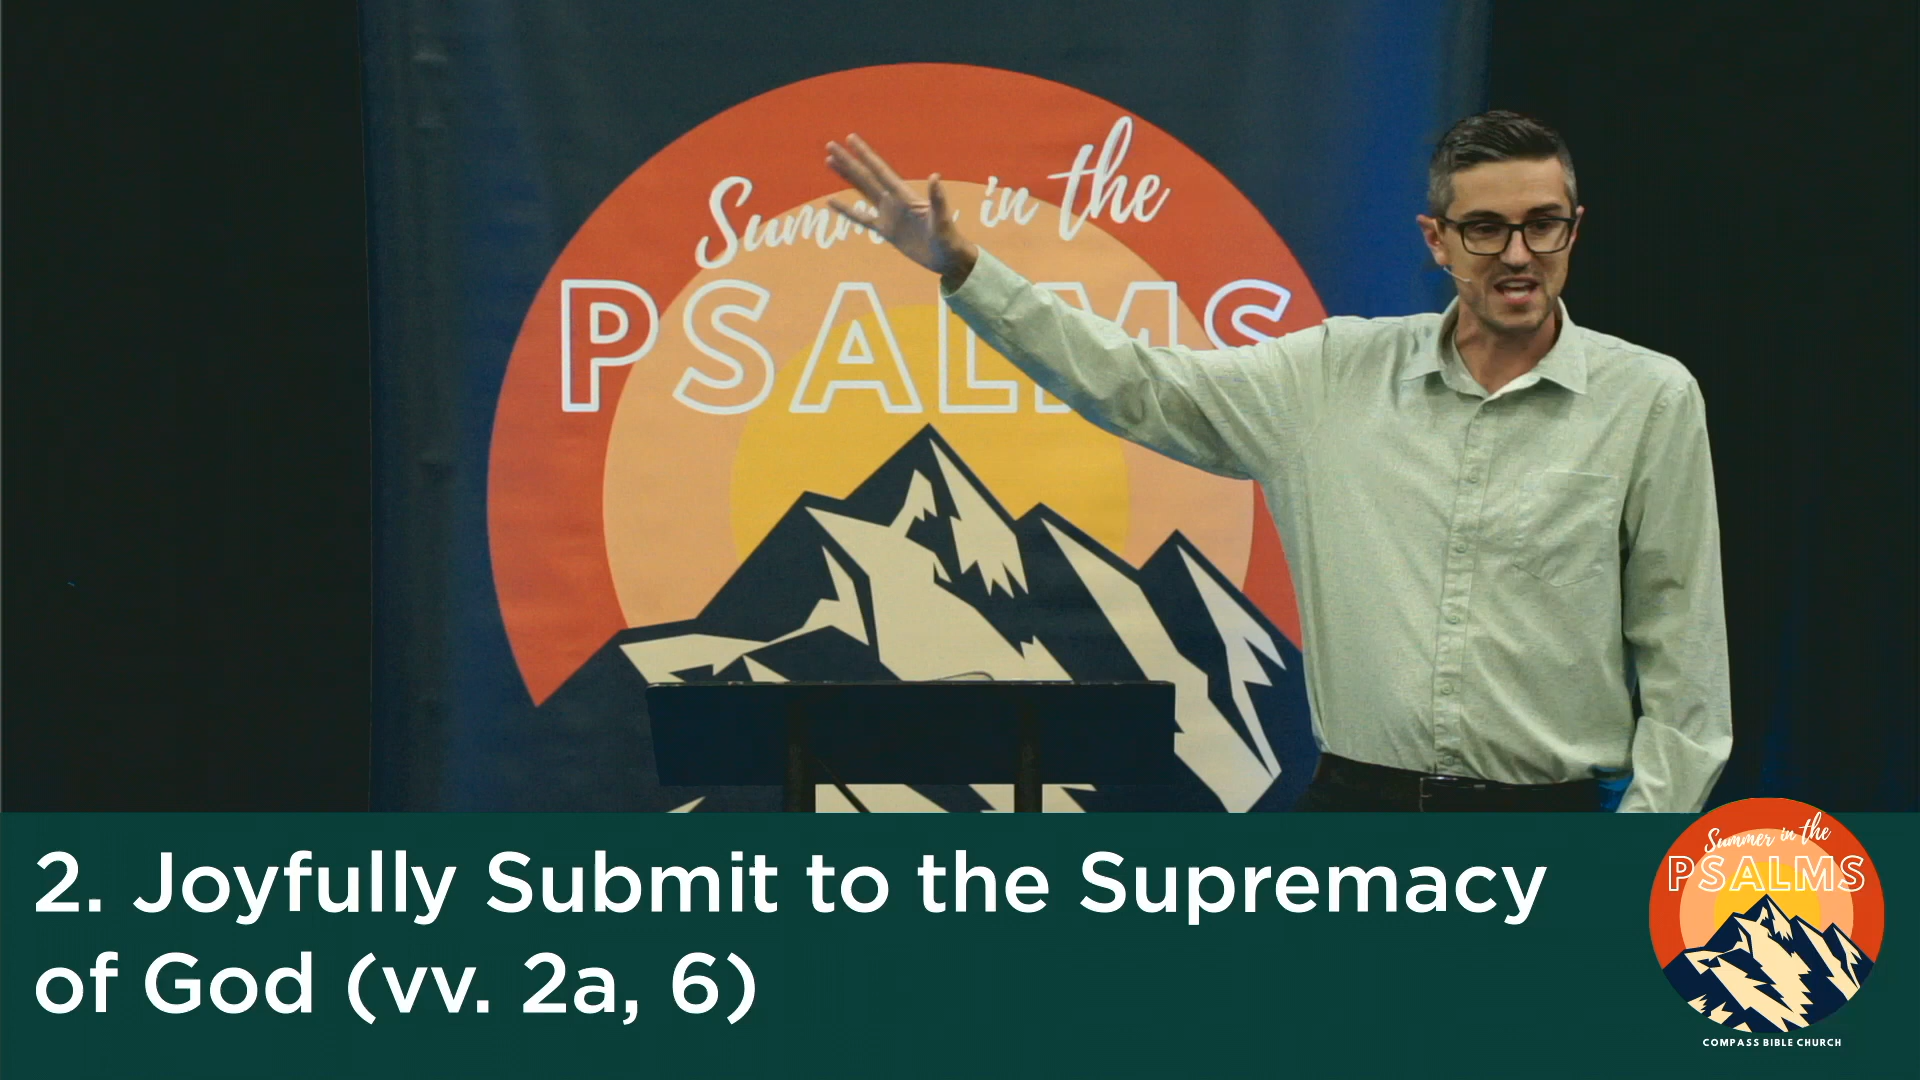 Summer in the
PSALMS
2. Joyfully Submit to the Supremacy
of God (vv. 2a, 6)
Summer in the
PSALMS
COMPASS BIBLE CHURCH